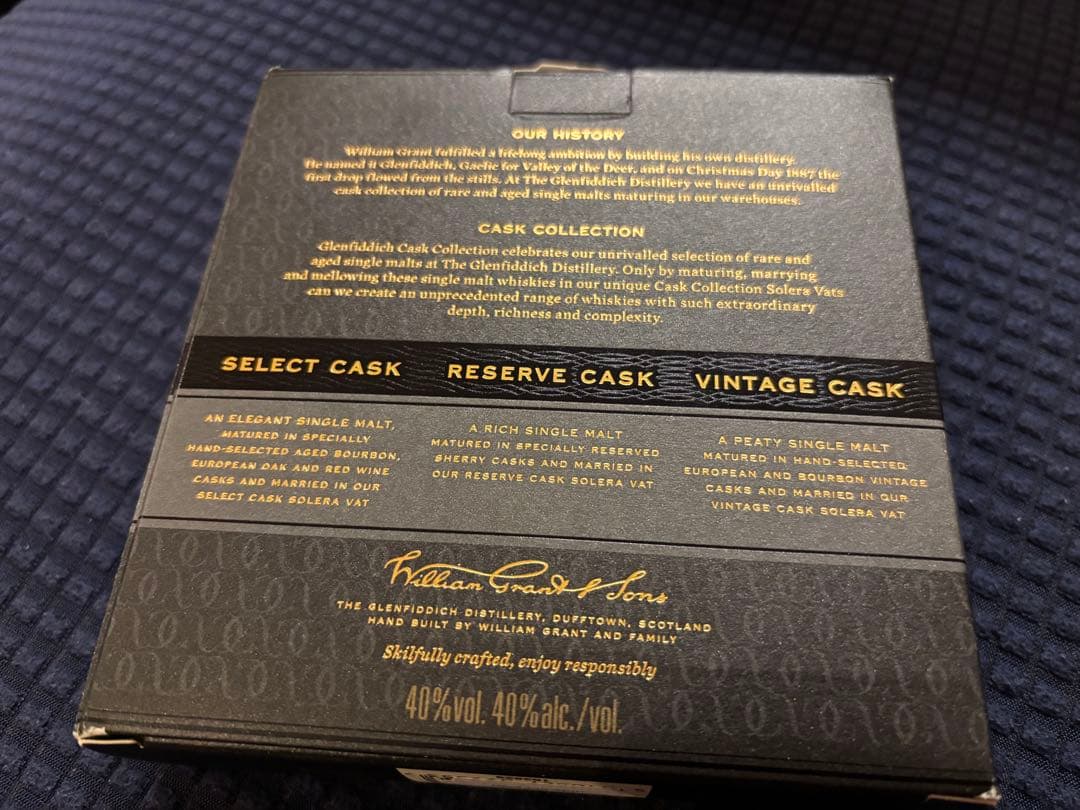 OUR HISTORY
William Grant fulfilled a lifelong ambition by building his own distillery.
He named it Glenfiddich, Gaelic for Valley of the Deer, and on Christmas Day 1887 the
first drop flowed from the stills. At The Glenfiddich Distillery we have an unrivalled
cask collection of rare and aged single malts maturing in our warehouses.
CASK COLLECTION
Glenfiddich Cask Collection celebrates our unrivalled selection of rare and
aged single malts at The Glenfiddich Distillery. Only by maturing, marrying
and mellowing these single malt whiskies in our unique Cask Collection Solera Vats
can we create an unprecedented range of whiskies with such extraordinary
depth, richness and complexity.
SELECT CASK
AN ELEGANT SINGLE MALT,
MATURED IN SPECIALLY
HAND-SELECTED AGED BOURBON,
EUROPEAN OAK AND RED WINE
CASKS AND MARRIED IN OUR
SELECT CASK SOLERA VAT
RESERVE CASK
A RICH SINGLE MALT
MATURED IN SPECIALLY RESERVED
SHERRY CASKS AND MARRIED IN
OUR RESERVE CASK SOLERA VAT
VINTAGE CASK
A PEATY SINGLE MALT
MATURED IN HAND-SELECTED
EUROPEAN AND BOURBON VINTAGE
CASKS AND MARRIED IN OUR
VINTAGE CASK SOLERA VAT
William Grant & Sons
THE GLENFIDDICH DISTILLERY, DUFFTOWN, SCOTLAND
HAND BUILT BY WILLIAM GRANT AND FAMILY
Skilfully crafted, enjoy responsibly
40%vol. 40%alc./vol.